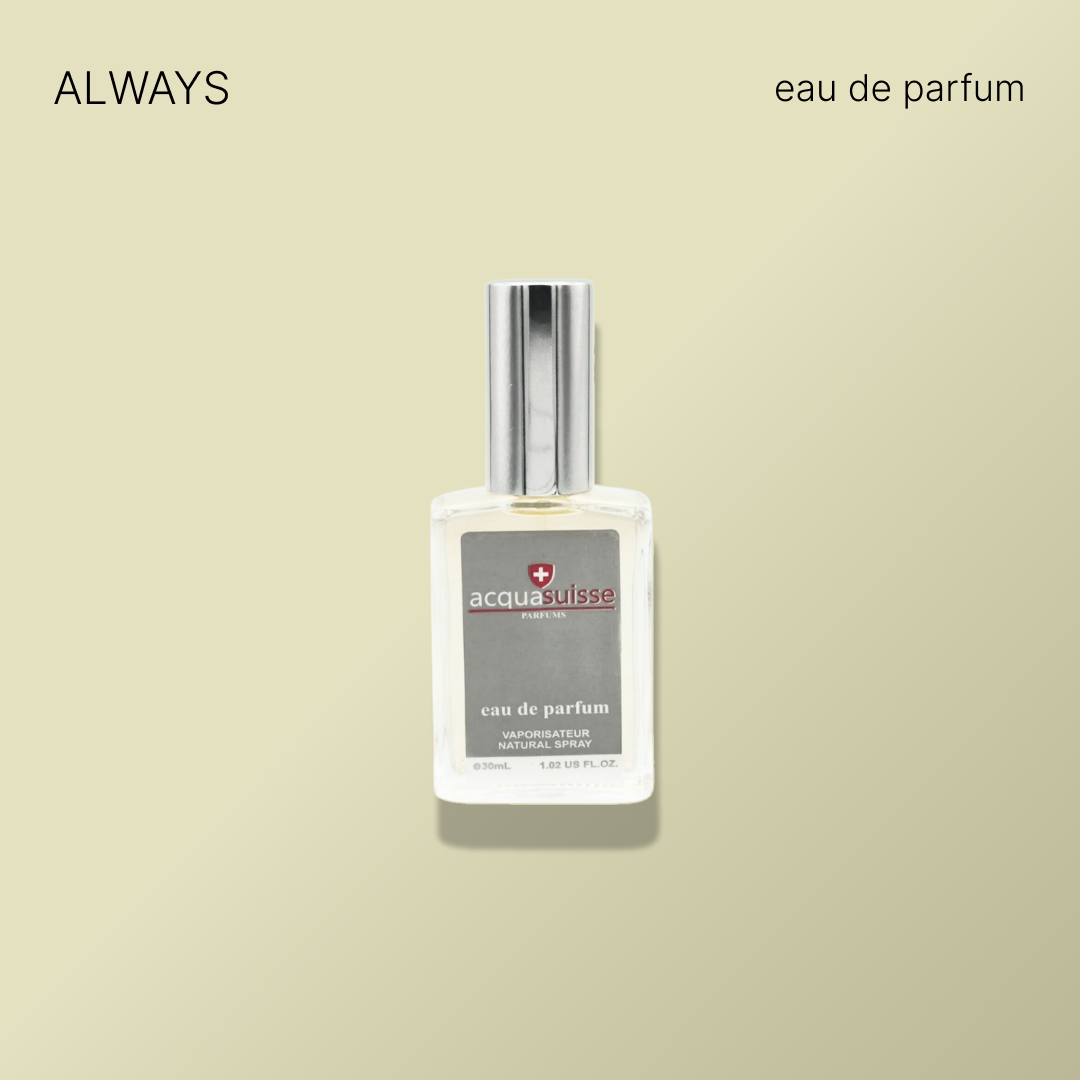 ALWAYS
eau de parfum
acquasuisse
PARFUMS
eau de parfum
VAPORISATEUR
NATURAL SPRAY
℮30mL 1.02 US FL.OZ.